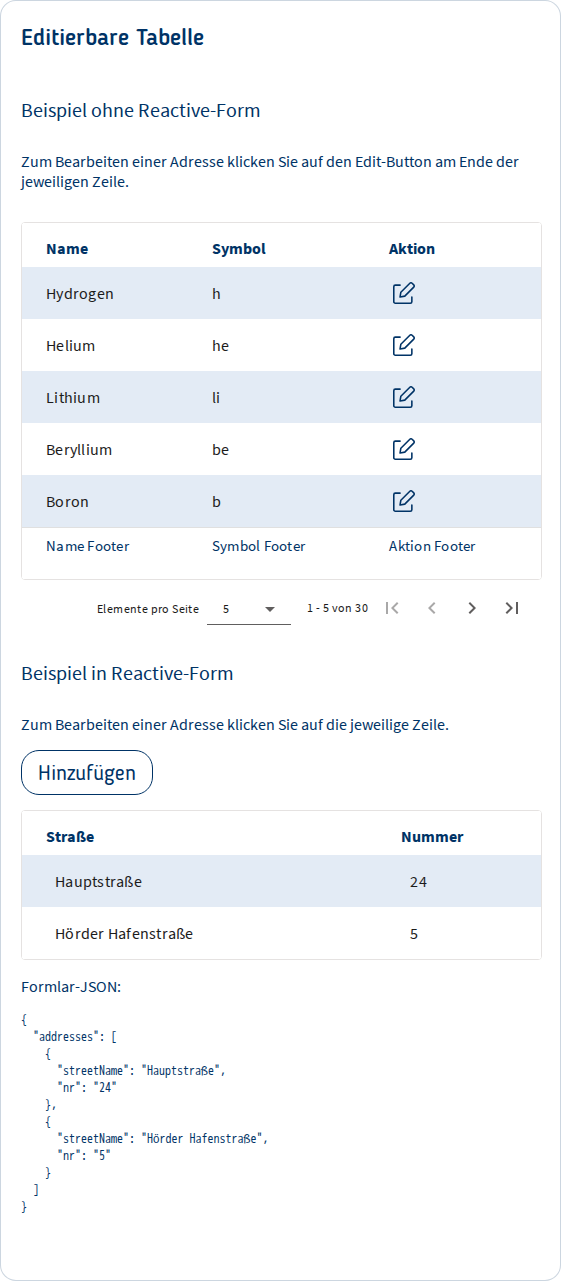 Editierbare Tabelle
Beispiel ohne Reactive-Form
Zum Bearbeiten einer Adresse klicken Sie auf den Edit-Button am Ende der
jeweiligen Zeile.
Name Symbol Aktion
Hydrogen h
Helium he
Lithium li
Beryllium be
Boron b
Name Footer Symbol Footer Aktion Footer
Elemente pro Seite 5 1 - 5 von 30
Beispiel in Reactive-Form
Zum Bearbeiten einer Adresse klicken Sie auf die jeweilige Zeile.
Hinzufügen
Straße Nummer
Hauptstraße 24
Hörder Hafenstraße 5
Formlar-JSON:
{
  "addresses": [
    {
      "streetName": "Hauptstraße",
      "nr": "24"
    },
    {
      "streetName": "Hörder Hafenstraße",
      "nr": "5"
    }
  ]
}